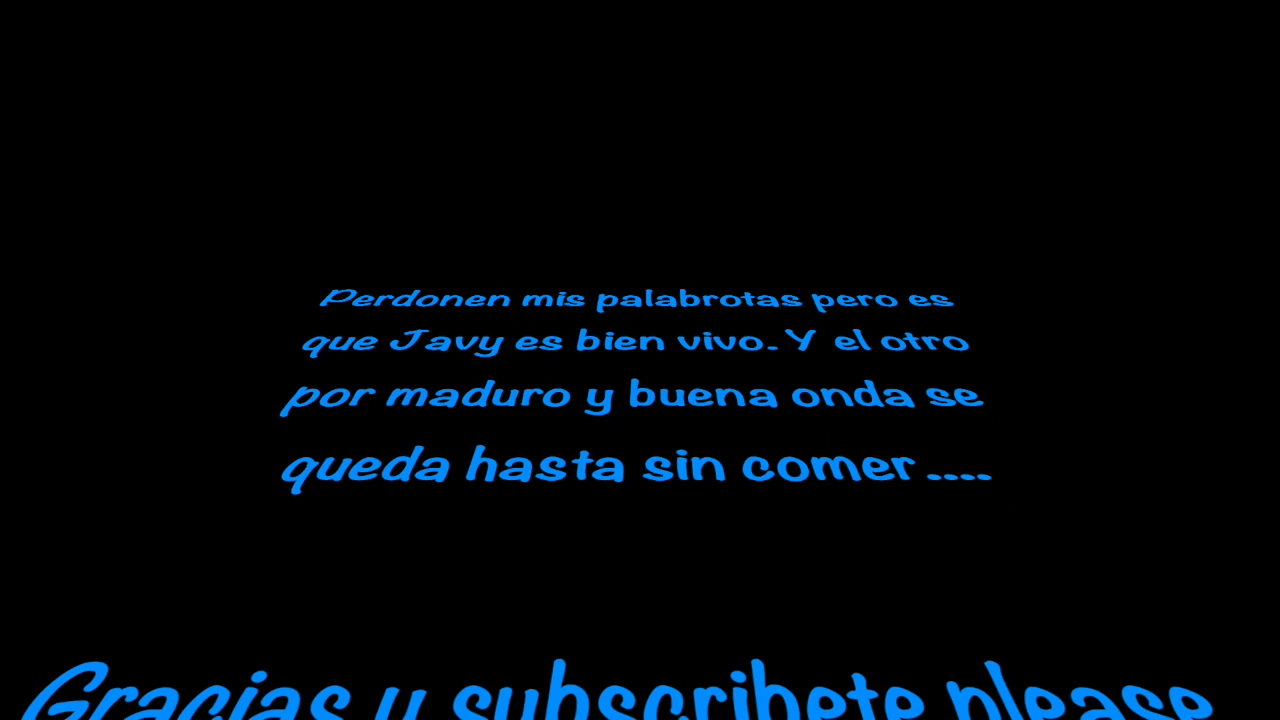 Perdonen mis palabrotas pero es
que Javy es bien vivo. Y el otro
por maduro y buena onda se
queda hasta sin comer....
Gracias y subscribete please